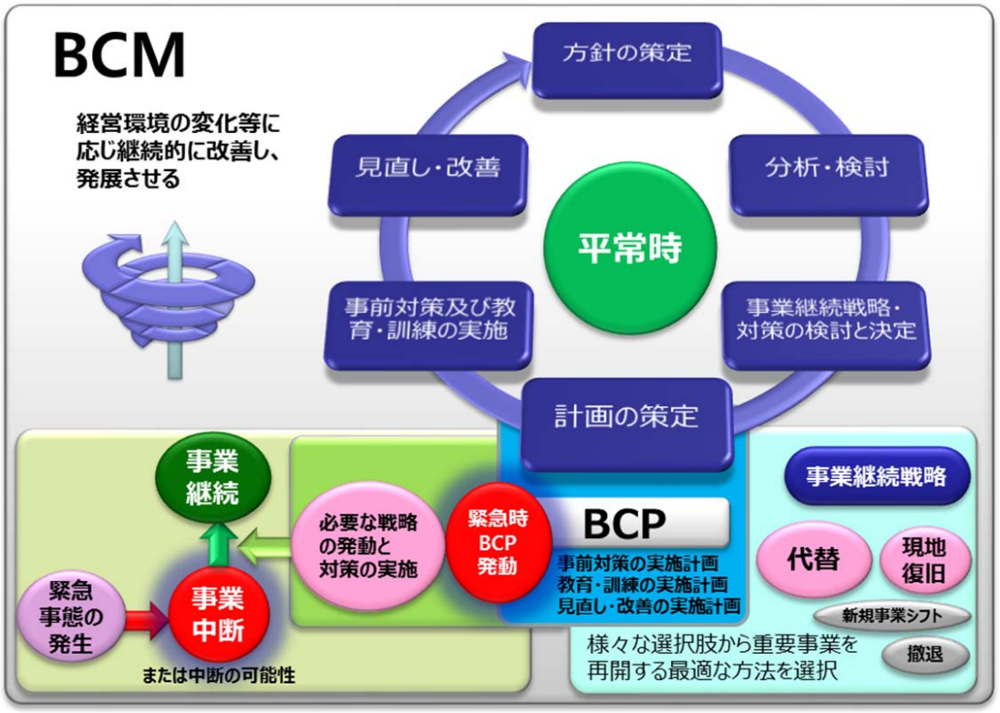 BCM
経営環境の変化等に
応じ継続的に改善し、
発展させる
方針の策定
分析・検討
事業継続戦略・
対策の検討と決定
計画の策定
事前対策及び教
育・訓練の実施
見直し・改善
平常時
緊急
事態の
発生
事業
中断
または中断の可能性
事業
継続
必要な戦略
の発動と
対策の実施
緊急時
BCP
発動
BCP
事前対策の実施計画
教育・訓練の実施計画
見直し・改善の実施計画
事業継続戦略
代替
現地
復旧
新規事業シフト
撤退
様々な選択肢から重要事業を
再開する最適な方法を選択